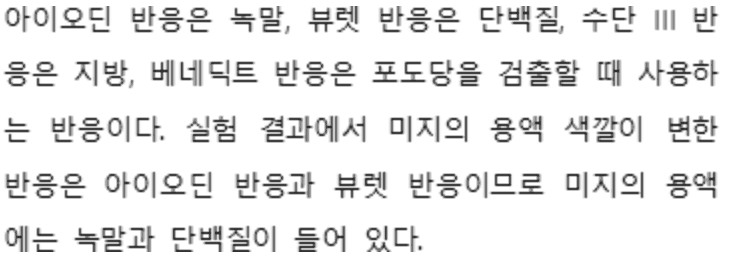 아이오딘 반응은 녹말, 뷰렛 반응은 단백질, 수단 III 반
응은 지방, 베네딕트 반응은 포도당을 검출할 때 사용하
는 반응이다. 실험 결과에서 미지의 용액 색깔이 변한
반응은 아이오딘 반응과 뷰렛 반응이므로 미지의 용액
에는 녹말과 단백질이 들어 있다.